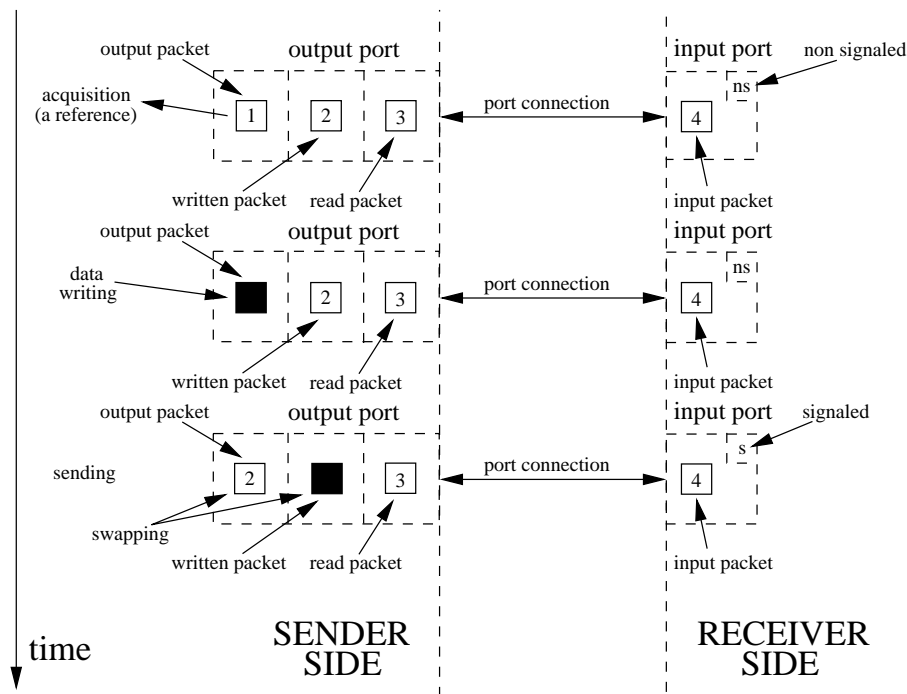 output port
input port
output packet
non signaled
acquisition
(a reference)
ns
1
2
3
port connection
4
written packet
read packet
input packet
output port
input port
output packet
ns
data
writing
2
3
port connection
4
written packet
read packet
input packet
output port
input port
output packet
signaled
s
sending
2
3
port connection
4
swapping
written packet
read packet
input packet
time
SENDER
SIDE
RECEIVER
SIDE